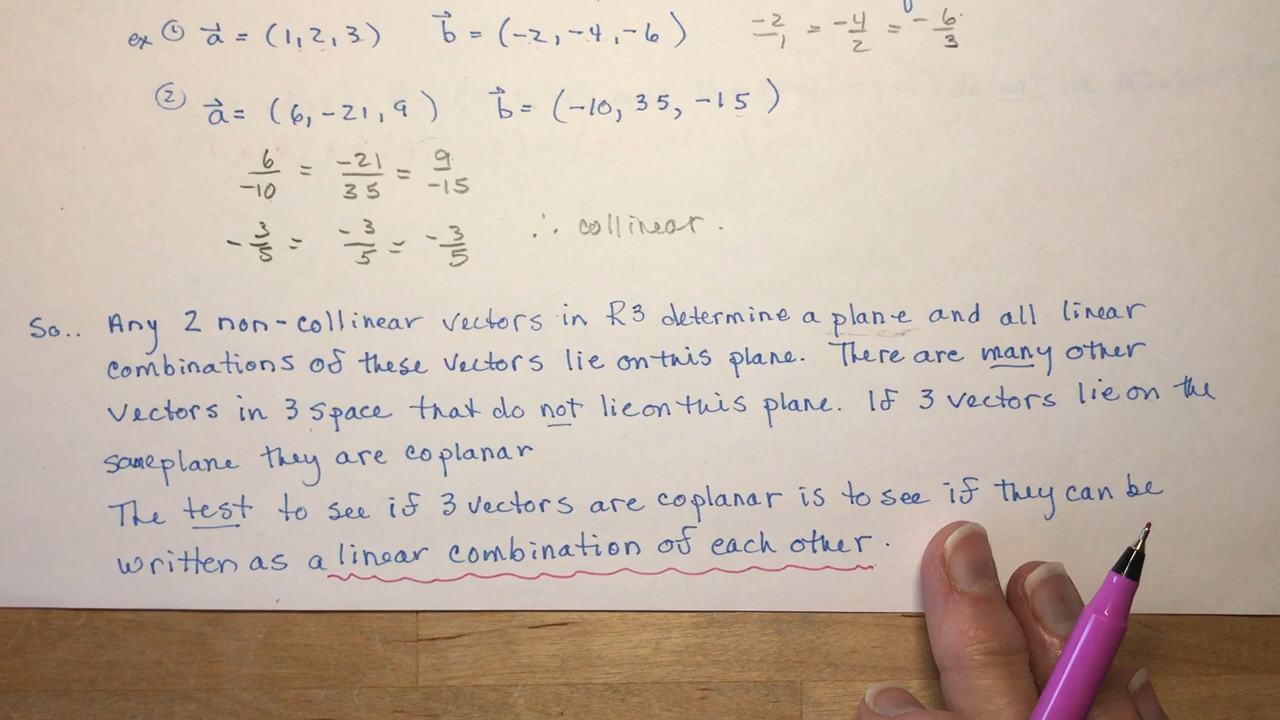 ex ① a⃗ = (1, 2, 3) b⃗ = (-2, -4, -6) -2/1 = -4/2 = -6/3
② a⃗ = (6, -21, 9) b⃗ = (-10, 35, -15)
6/-10 = -21/35 = 9/-15
-3/5 = -3/5 = -3/5 ∴ collinear.
So.. Any 2 non-collinear vectors in R3 determine a plane and all linear
combinations of these vectors lie on this plane. There are many other
vectors in 3 space that do not lie on this plane. If 3 vectors lie on the
same plane they are coplanar
The test to see if 3 vectors are coplanar is to see if they can be
written as a linear combination of each other.